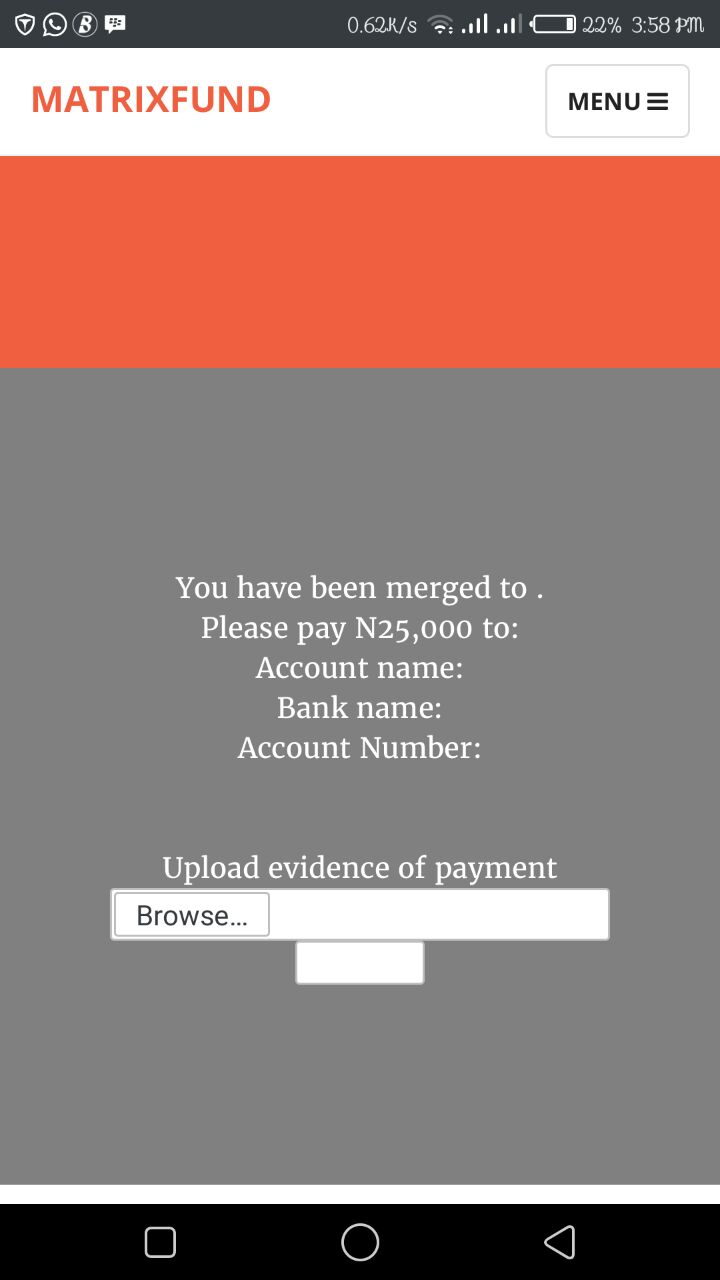 0.62K/s 22% 3:58 PM
MATRIXFUND
MENU
You have been merged to .
Please pay N25,000 to:
Account name:
Bank name:
Account Number:
Upload evidence of payment
Browse...